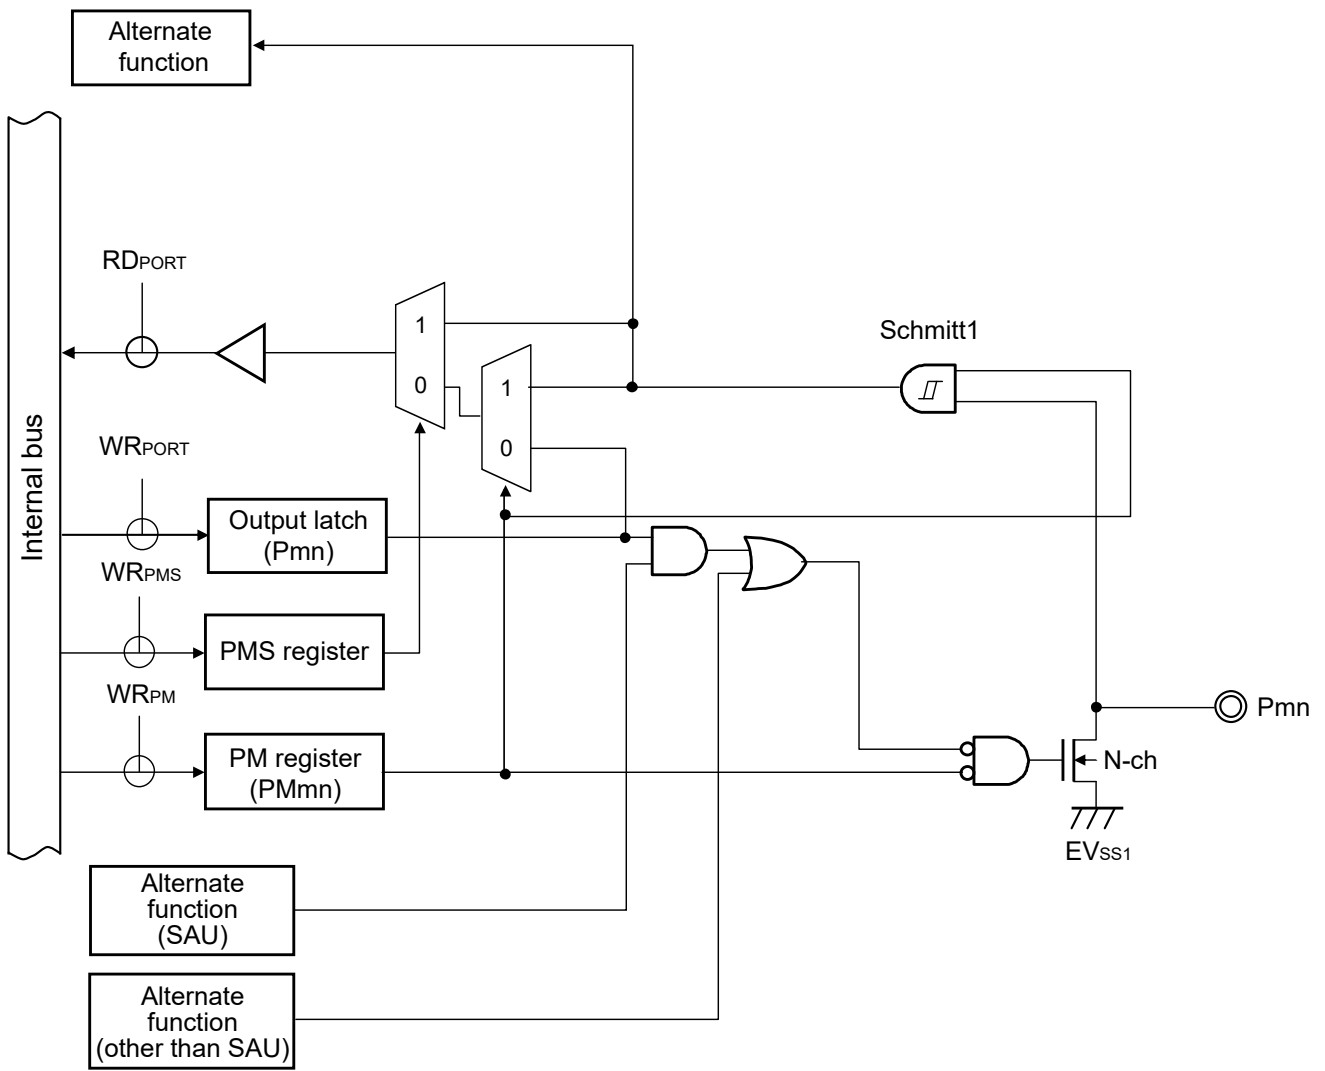 Alternate
function
RDPORT
Schmitt1
1
0
1
0
Internal bus
WRPORT
Output latch
(Pmn)
WRPMS
PMS register
WRPM
PM register
(PMmn)
Pmn
N-ch
EVSS1
Alternate
function
(SAU)
Alternate
function
(other than SAU)